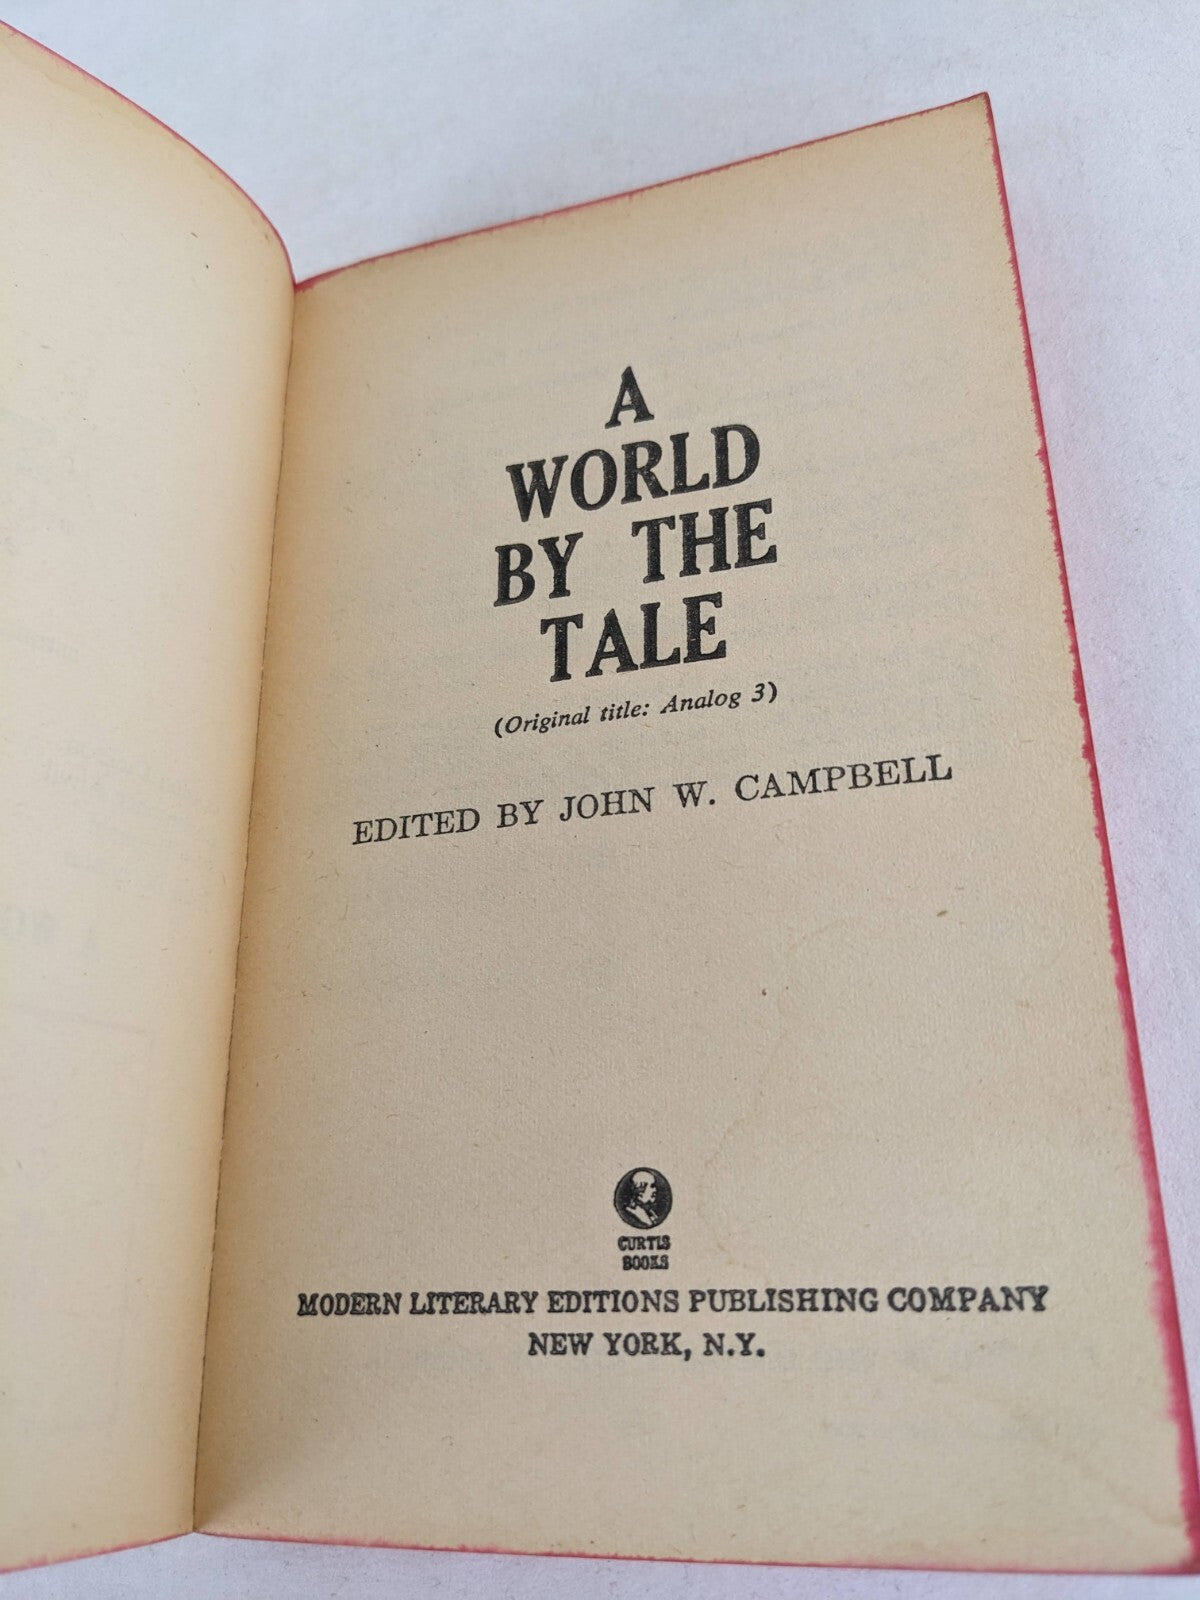 A
WORLD
BY THE
TALE
(Original title: Analog 3)
EDITED BY JOHN W. CAMPBELL
CURTIS
BOOKS
MODERN LITERARY EDITIONS PUBLISHING COMPANY
NEW YORK, N.Y.